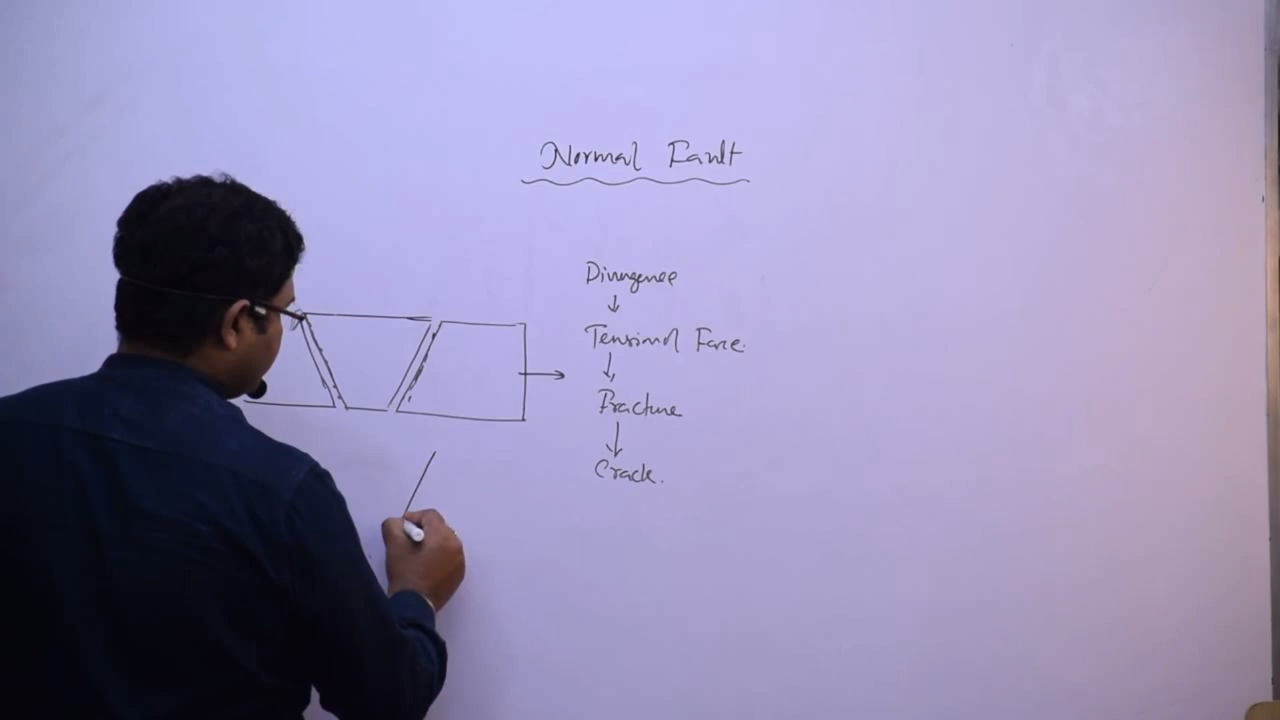 Normal Fault
Divergence
↓
Tensional Force.
↓
Fracture
↓
Crack.